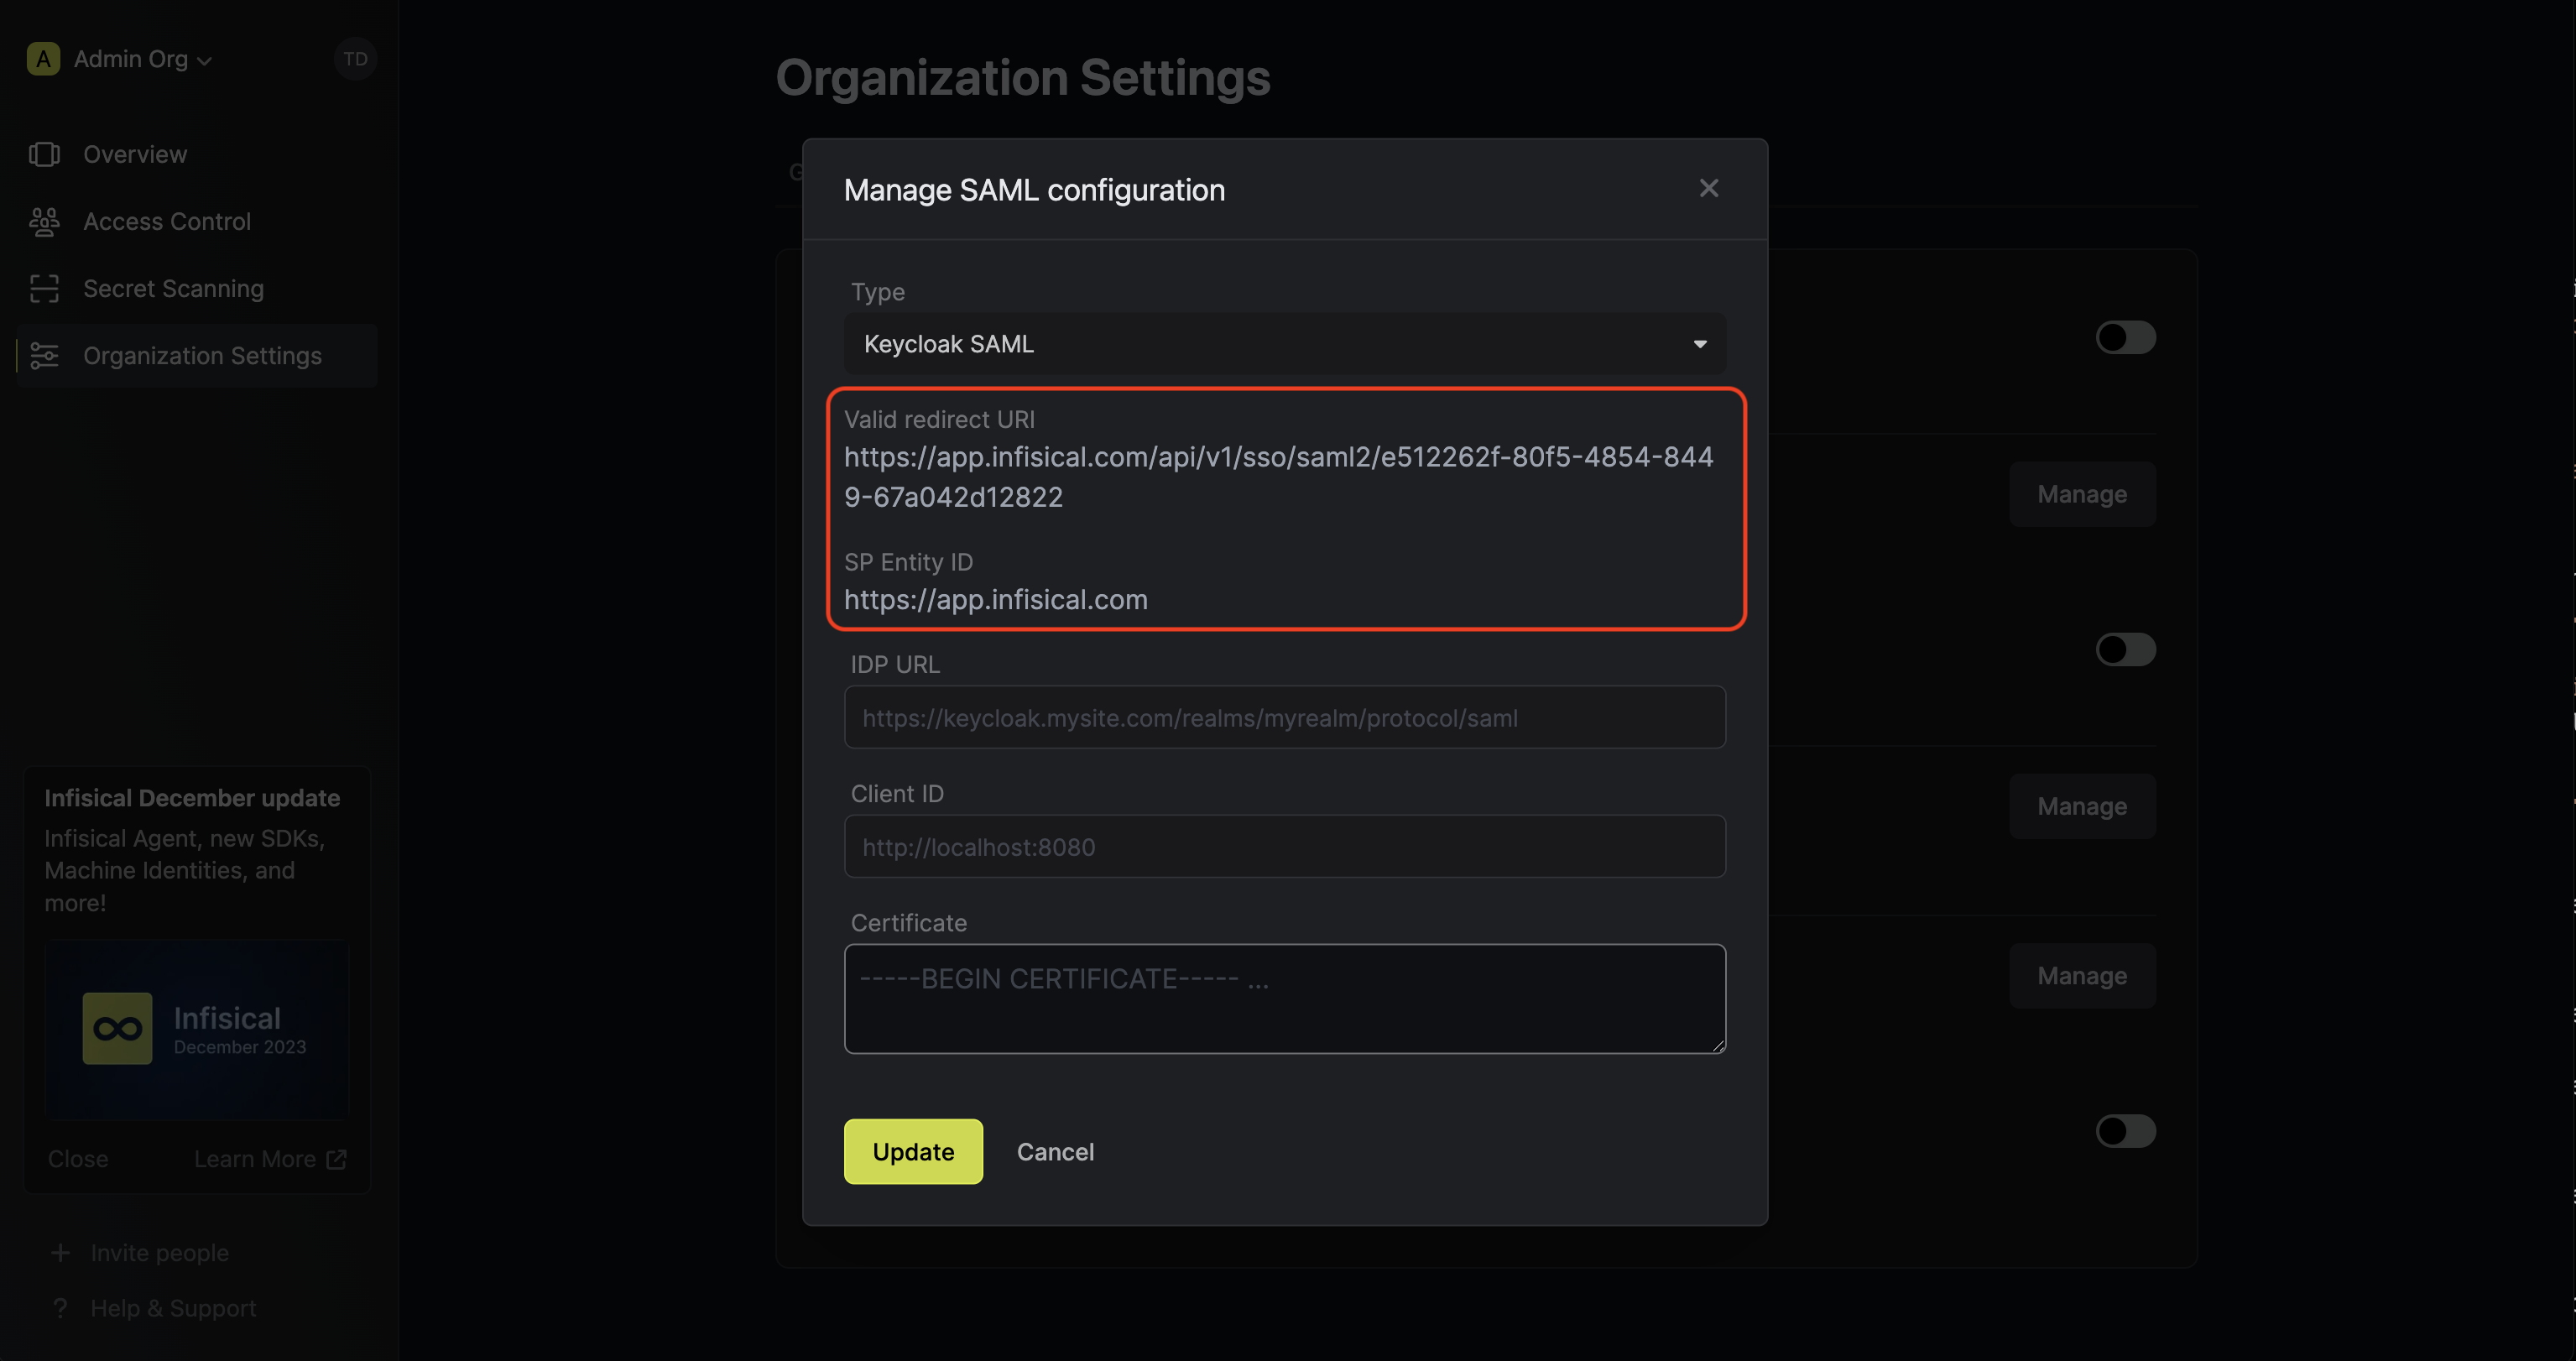 A Admin Org
TD
Overview
Access Control
Secret Scanning
Organization Settings
Infisical December update
Infisical Agent, new SDKs,
Machine Identities, and
more!
Infisical
December 2023
Close
Learn More
+ Invite people
? Help & Support
Organization Settings
G
Manage SAML configuration
Type
Keycloak SAML
Valid redirect URI
https://app.infisical.com/api/v1/sso/saml2/e512262f-80f5-4854-844
9-67a042d12822
SP Entity ID
https://app.infisical.com
IDP URL
https://keycloak.mysite.com/realms/myrealm/protocol/saml
Client ID
http://localhost:8080
Certificate
-----BEGIN CERTIFICATE----- ...
Update
Cancel
Manage
Manage
Manage